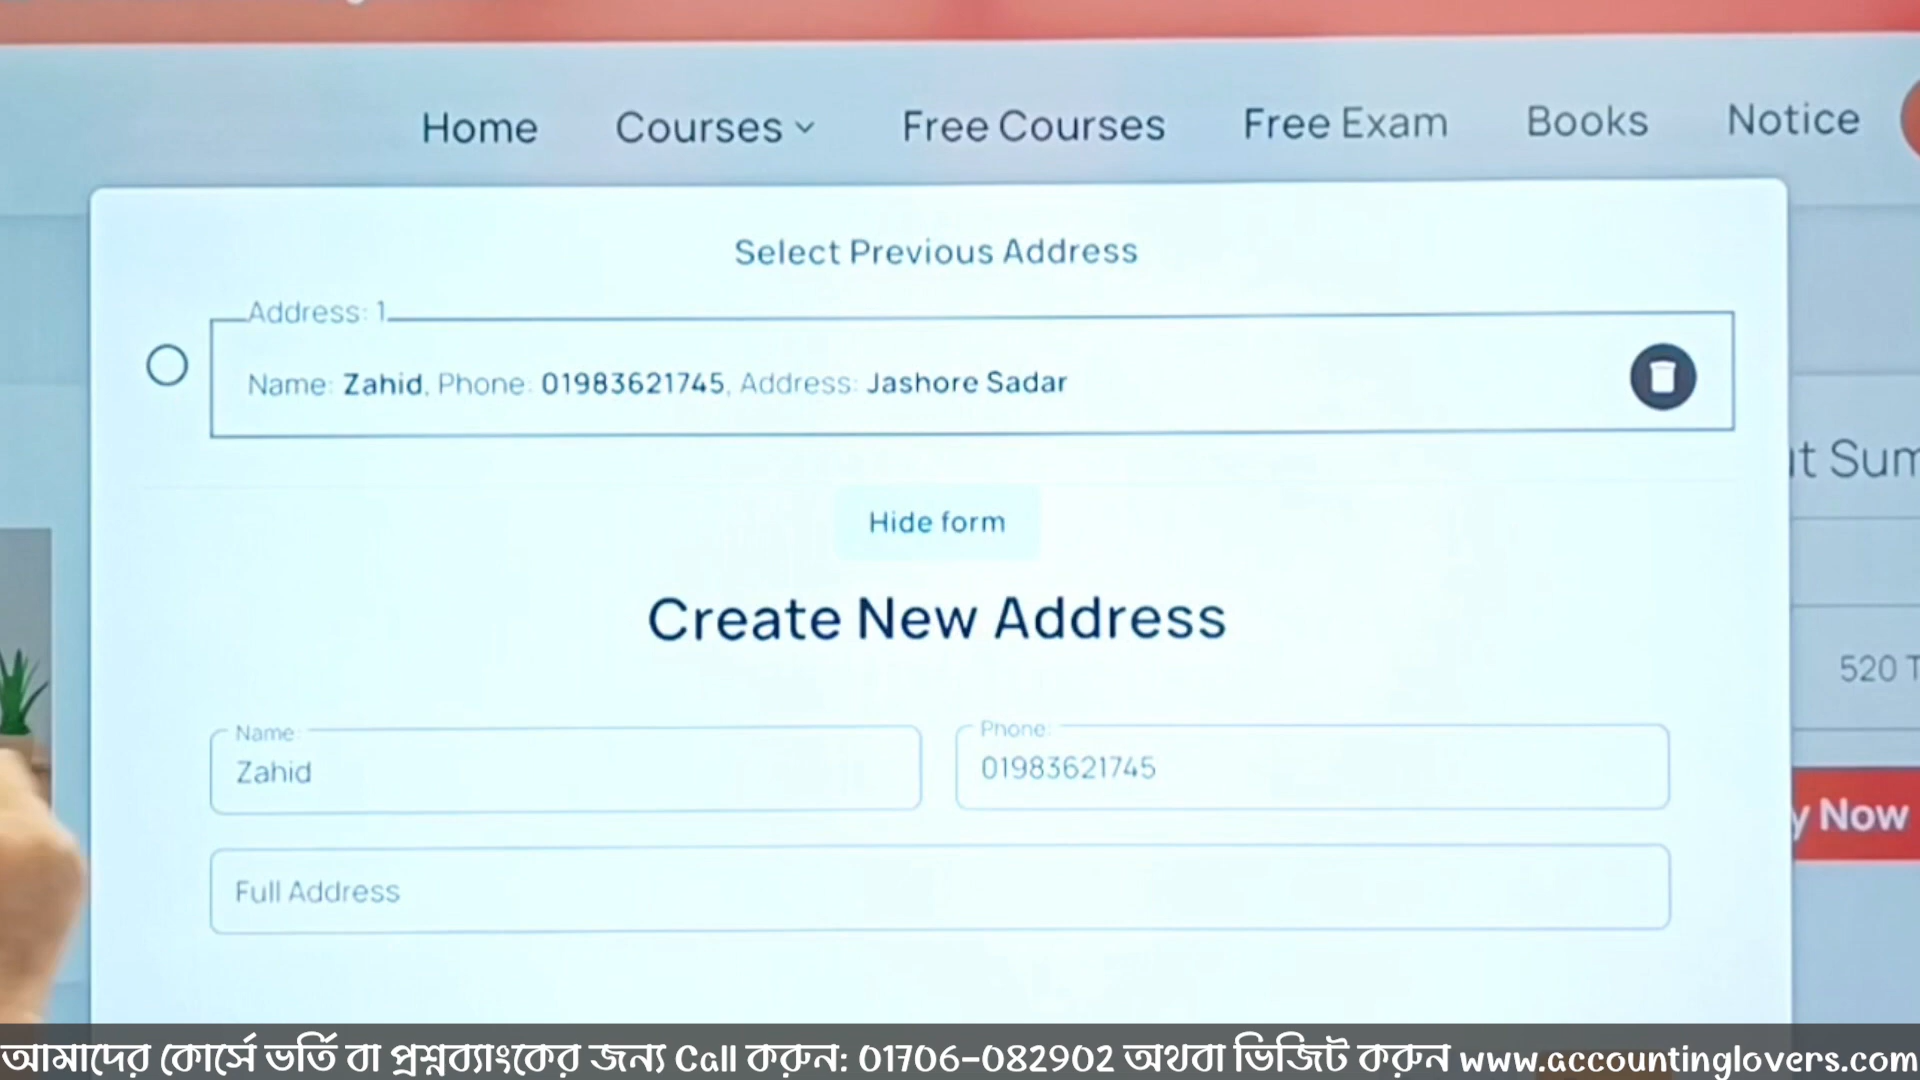 Home Courses Free Courses Free Exam Books Notice
Select Previous Address
Address: 1
Name: Zahid, Phone: 01983621745, Address: Jashore Sadar
Hide form
Create New Address
520
Name:
Zahid
Phone:
01983621745
Now
Full Address
আমাদের কোর্সে ভর্তি বা প্রশ্নব্যাংকের জন্য Call করুন: 01706-082902 অথবা ভিজিট করুন www.accountinglovers.com